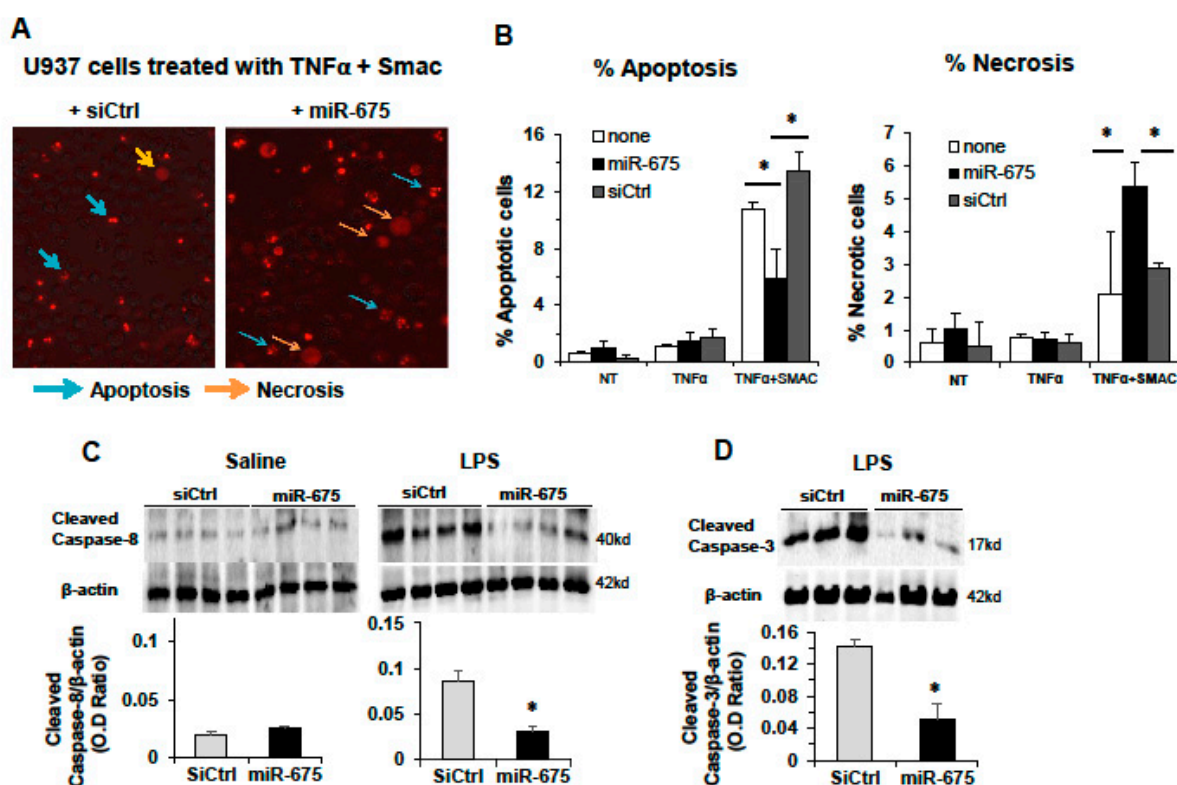 A
U937 cells treated with TNFα + Smac
+ siCtrl
+ miR-675
Apoptosis
Necrosis
B
% Apoptosis
% Apoptotic cells
16
12
8
4
0
none
miR-675
siCtrl
*
*
NT
TNFα
TNFα+SMAC
% Necrosis
% Necrotic cells
7
6
5
4
3
2
1
0
none
miR-675
siCtrl
*
*
NT
TNFα
TNFα+SMAC
C
Saline
siCtrl
miR-675
LPS
siCtrl
miR-675
Cleaved
Caspase-8
40kd
β-actin
42kd
Cleaved
Caspase-8/β-actin
(O.D Ratio)
0.1
0.05
0
SiCtrl
miR-675
0.15
0.1
0.05
0
*
SiCtrl
miR-675
D
LPS
siCtrl
miR-675
Cleaved
Caspase-3
17kd
β-actin
42kd
Cleaved
Caspase-3/β-actin
(O.D Ratio)
0.16
0.12
0.08
0.04
0
*
SiCtrl
miR-675